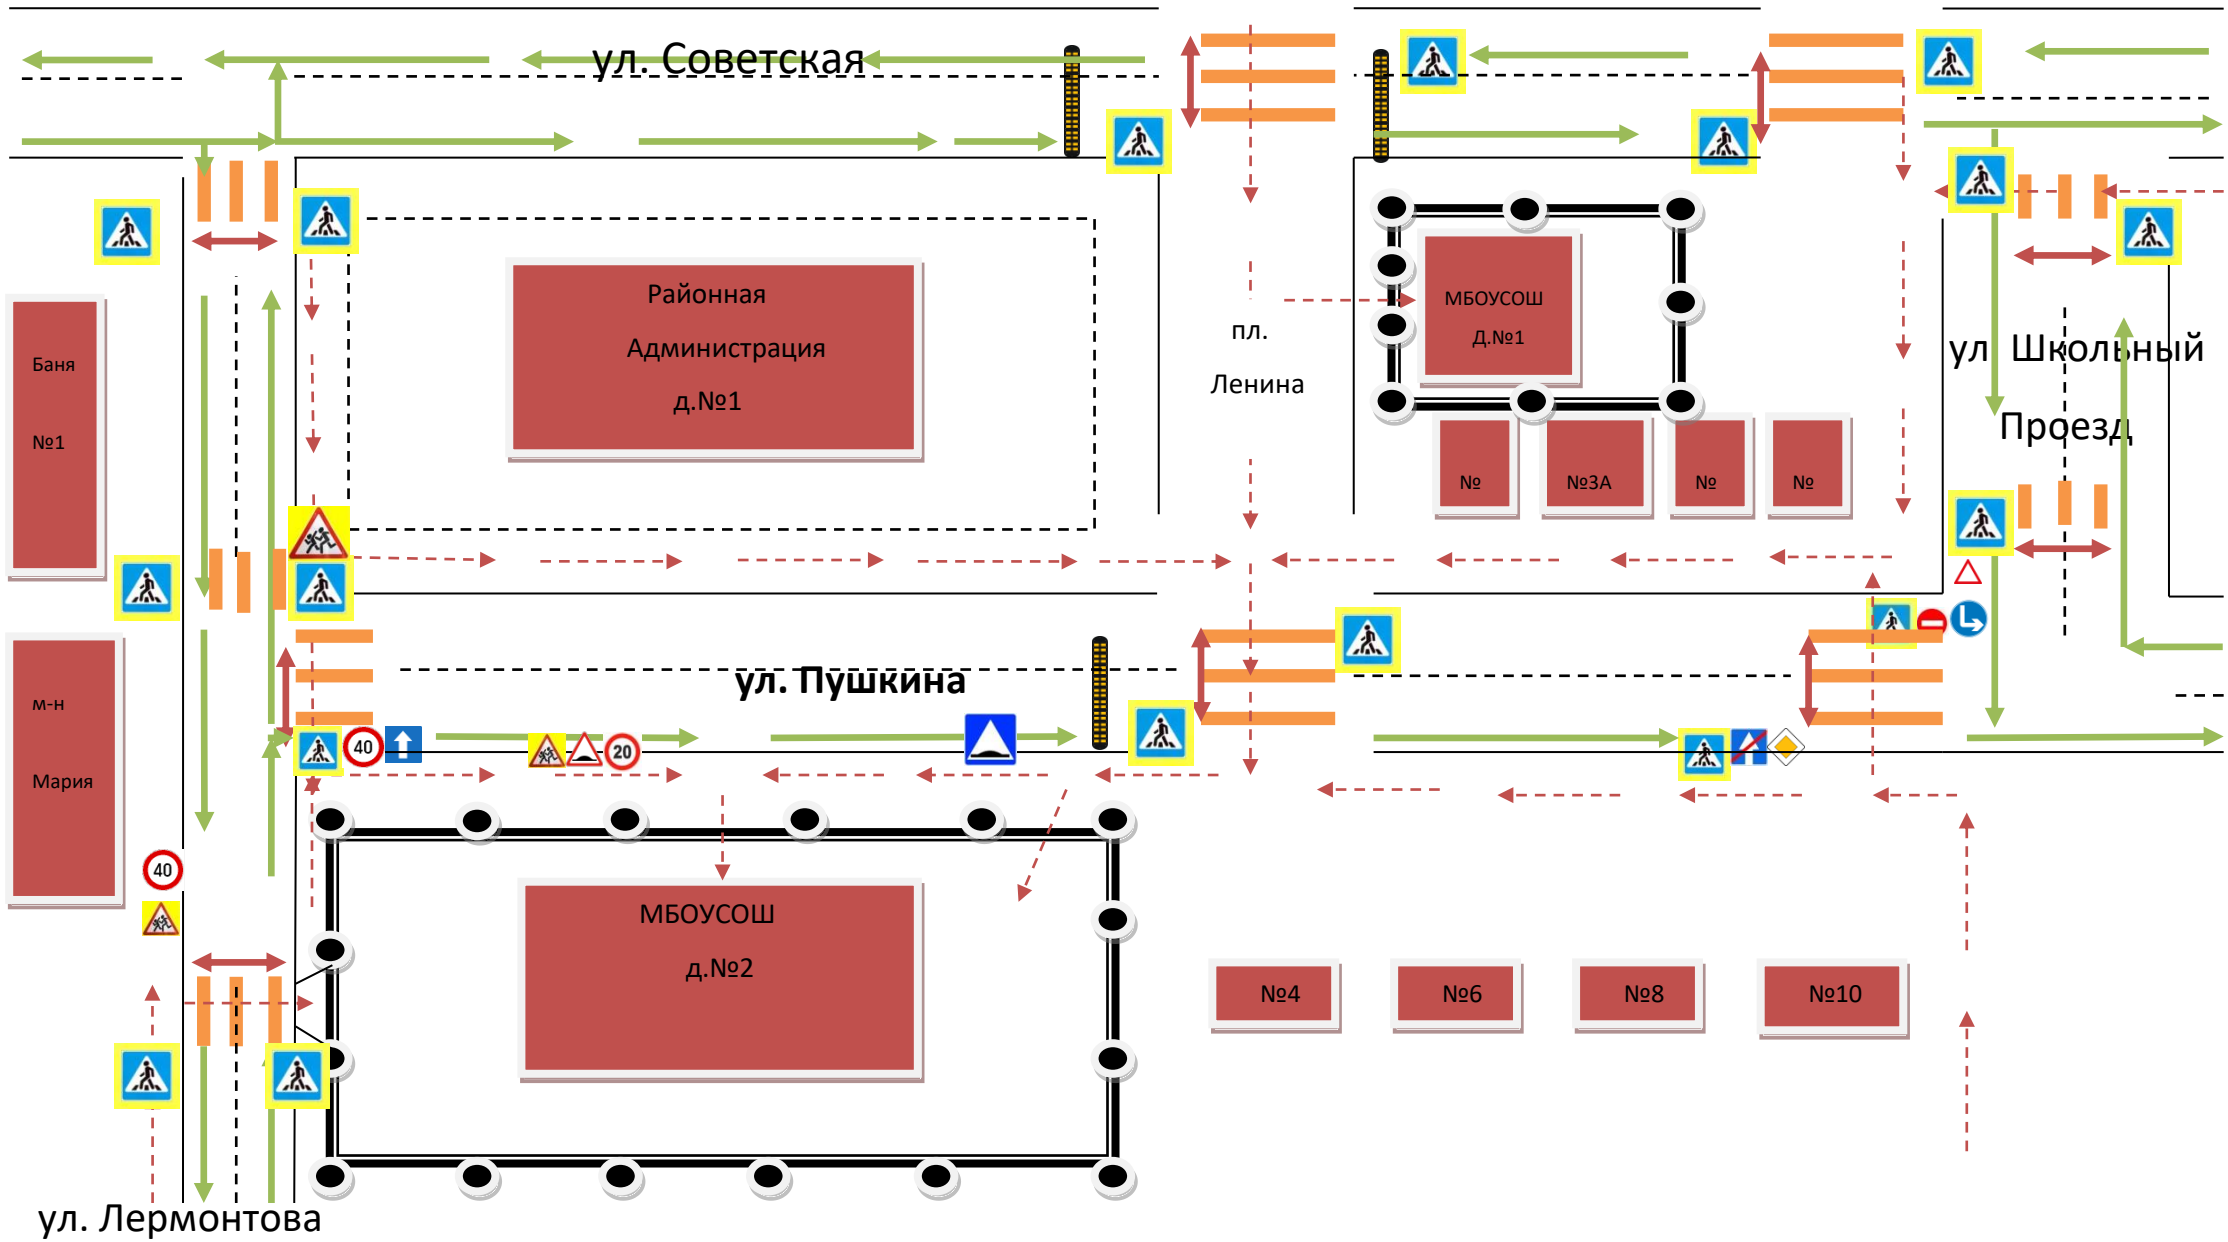 ул. Советская
Районная
Администрация
д.№1
МБОУСОШ
Д.№1
пл.
Ленина
ул Школьный
Проезд
Баня
№1
№
№3А
№
№
м-н
Мария
ул. Пушкина
40
20
40
МБОУСОШ
д.№2
№4
№6
№8
№10
ул. Лермонтова